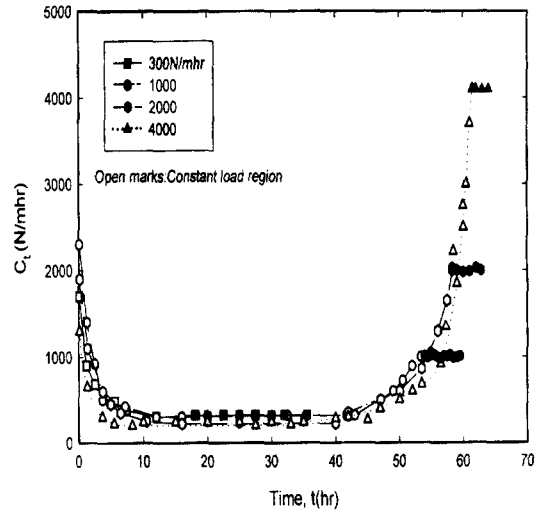 5000
4000
3000
2000
1000
0
C_t (N/mhr)
300N/mhr
1000
2000
4000
Open marks:Constant load region
0 10 20 30 40 50 60 70
Time, t(hr)